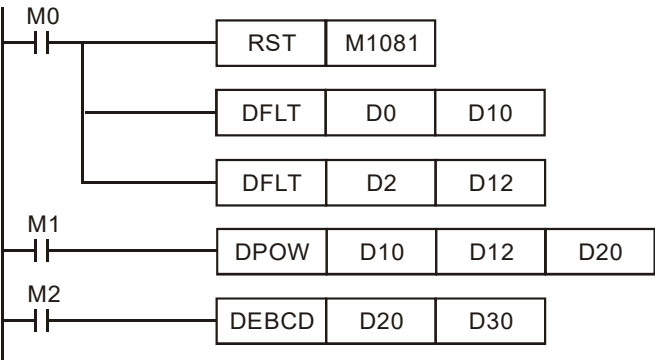 M0
RST M1081
DFLT D0 D10
DFLT D2 D12
M1
DPOW D10 D12 D20
M2
DEBCD D20 D30